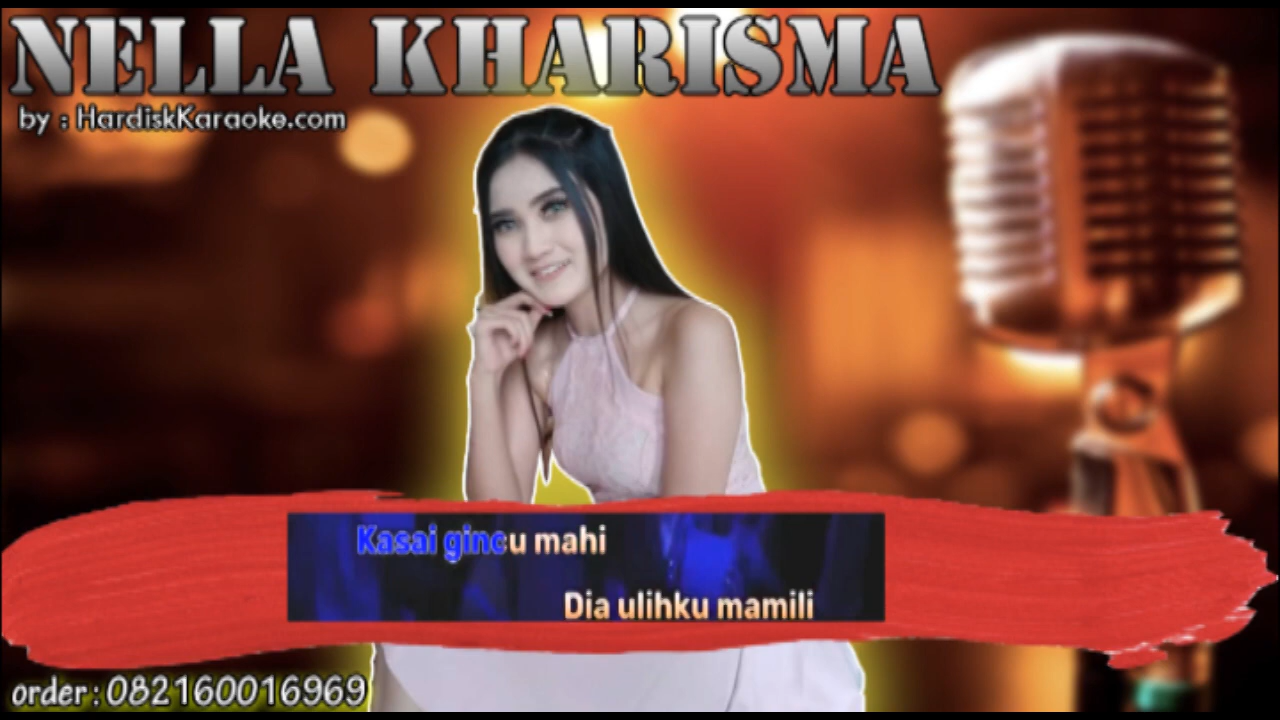 NELLA KHARISMA
by : HardiskKaraoke.com
Kasai gincu mahi
Dia ulihku mamili
order : 082160016969